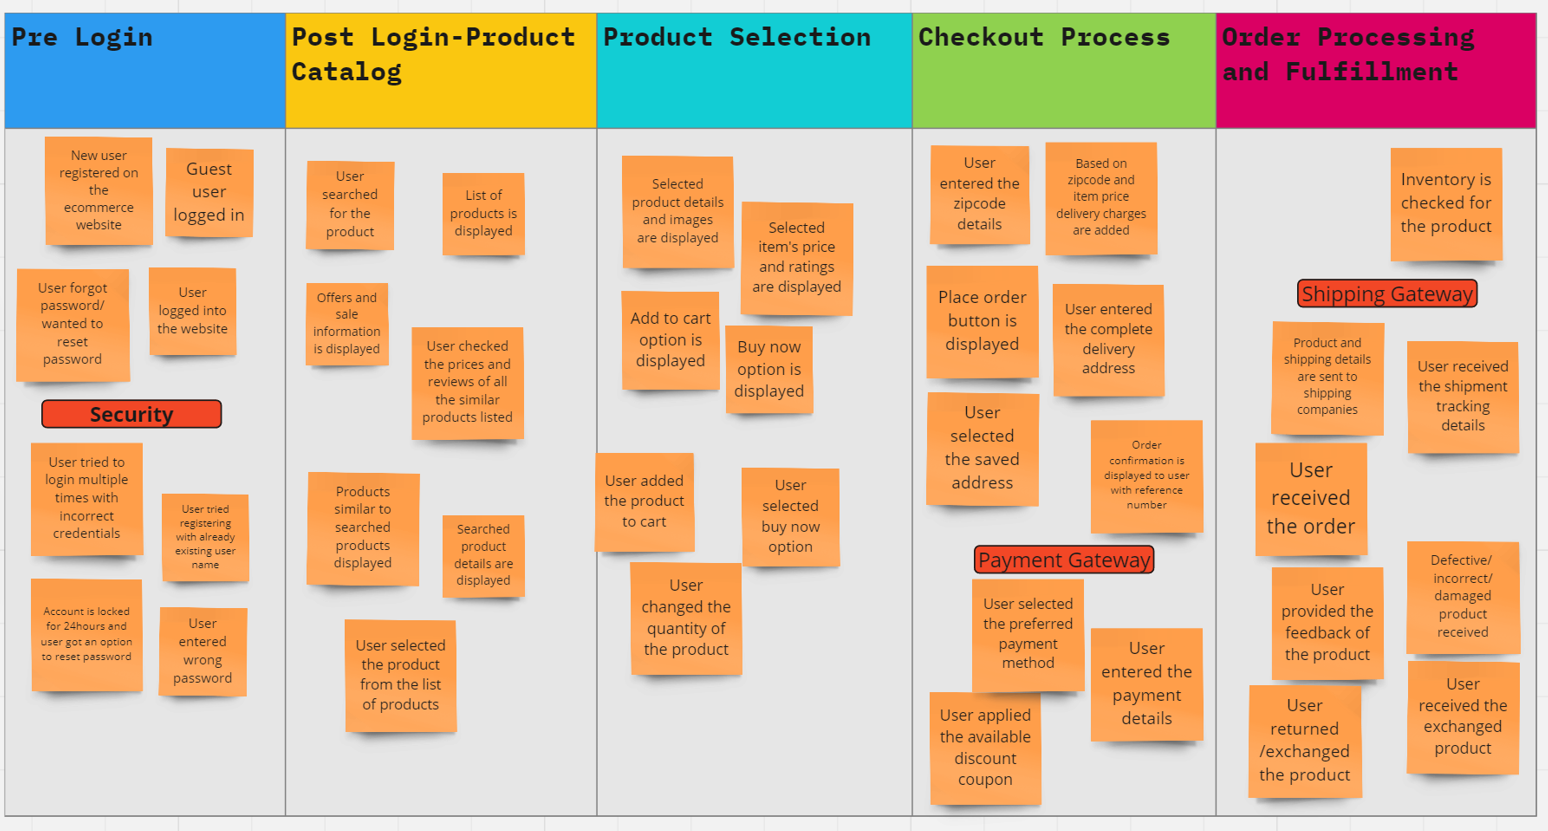 Pre Login
New user
registered on
the
ecommerce
website
Guest
user
logged in
User forgot
password/
wanted to
reset
password
User
logged into
the website
Security
User tried to
login multiple
times with
incorrect
credentials
User tried
registering
with already
existing user
name
Account is locked
for 24hours and
user got an option
to reset password
User
entered
wrong
password
Post Login-Product
Catalog
User
searched
for the
product
List of
products is
displayed
Offers and
sale
information
is displayed
User checked
the prices and
reviews of all
the similar
products listed
Products
similar to
searched
products
displayed
Searched
product
details are
displayed
User selected
the product
from the list
of products
Product Selection
Selected
product details
and images
are displayed
Selected
item's price
and ratings
are displayed
Add to cart
option is
displayed
Buy now
option is
displayed
User added
the product
to cart
User
selected
buy now
option
User
changed the
quantity of
the product
Checkout Process
User
entered the
zipcode
details
Based on
zipcode and
item price
delivery charges
are added
Place order
button is
displayed
User entered
the complete
delivery
address
User
selected
the saved
address
Order
confirmation is
displayed to user
with reference
number
Payment Gateway
User selected
the preferred
payment
method
User
entered the
payment
details
User applied
the available
discount
coupon
Order Processing
and Fulfillment
Inventory is
checked for
the product
Shipping Gateway
Product and
shipping details
are sent to
shipping
companies
User received
the shipment
tracking
details
User
received
the order
Defective/
incorrect/
damaged
product
received
User
provided the
feedback of
the product
User
received the
exchanged
product
User
returned
/exchanged
the product